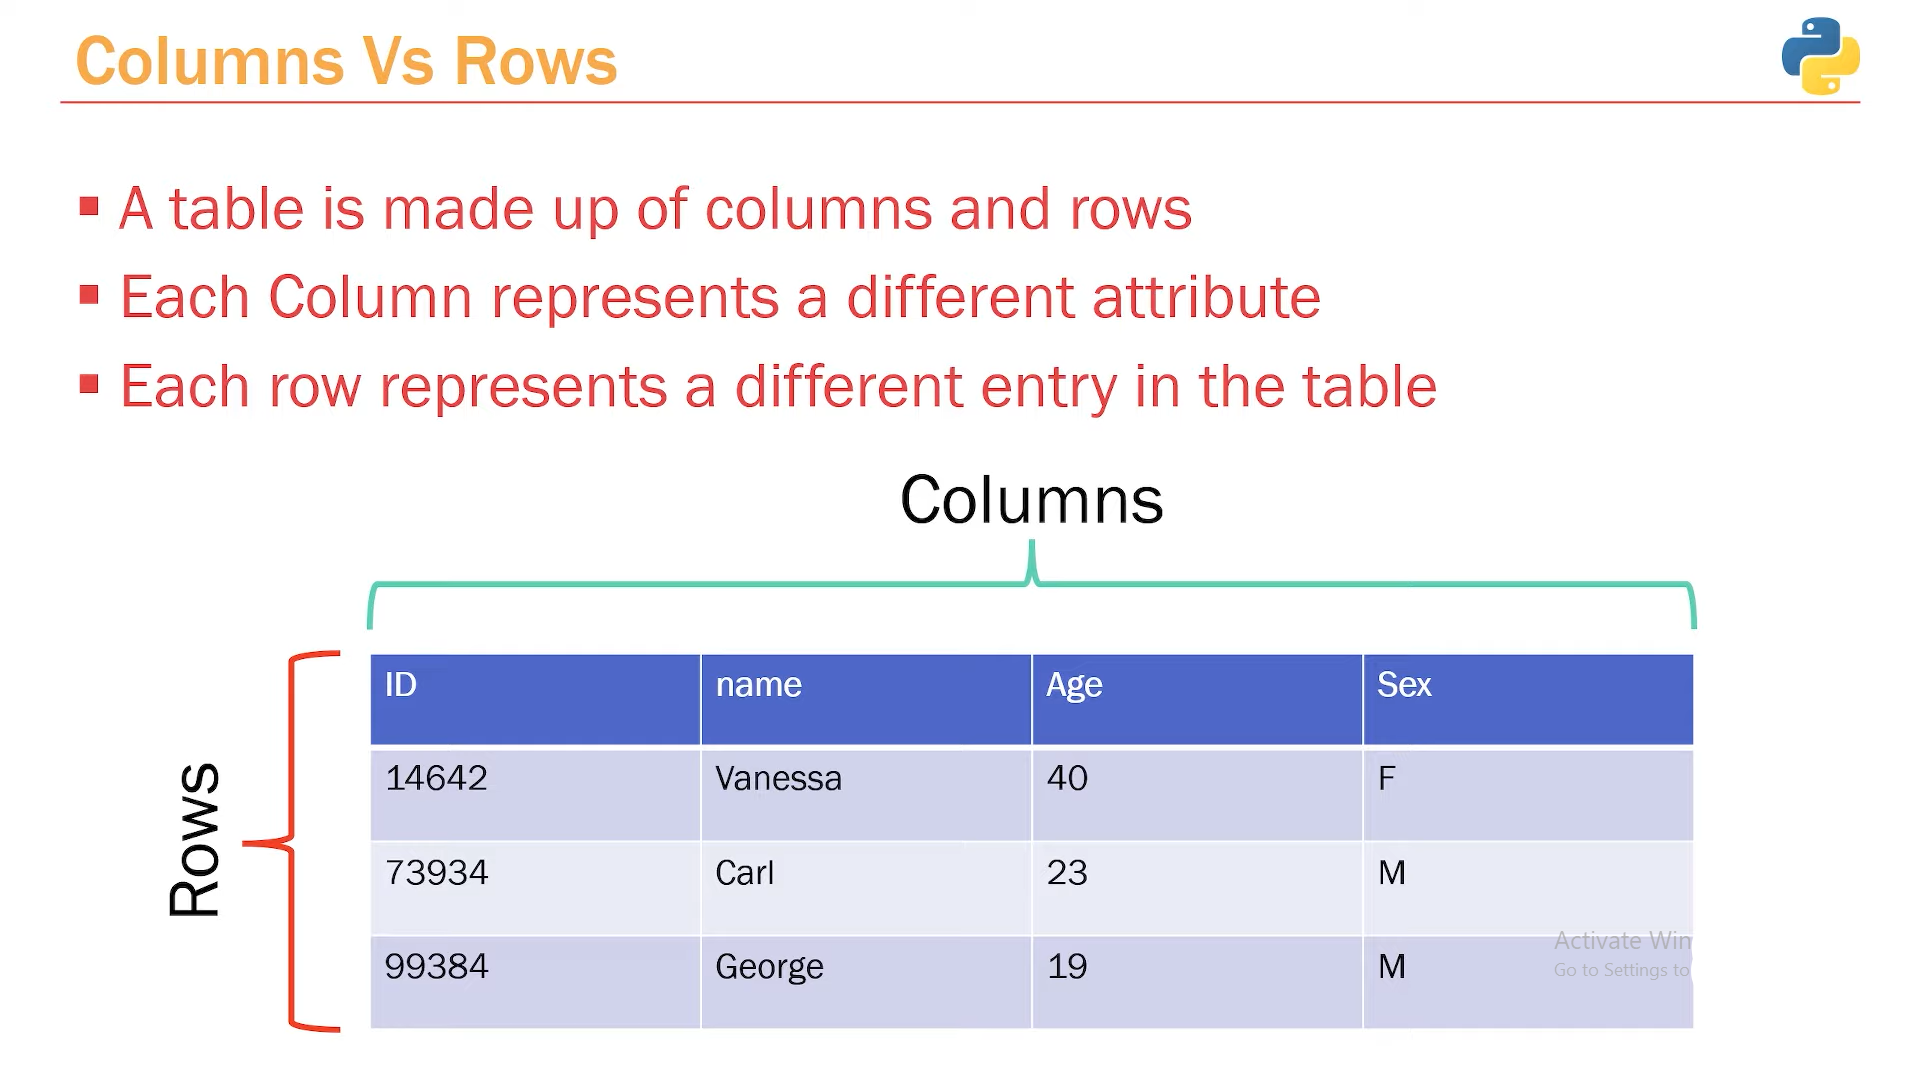 Columns Vs Rows
A table is made up of columns and rows
Each Column represents a different attribute
Each row represents a different entry in the table
Columns
Rows
ID name Age Sex
14642 Vanessa 40 F
73934 Carl 23 M
99384 George 19 M
Activate Win
Go to Settings to